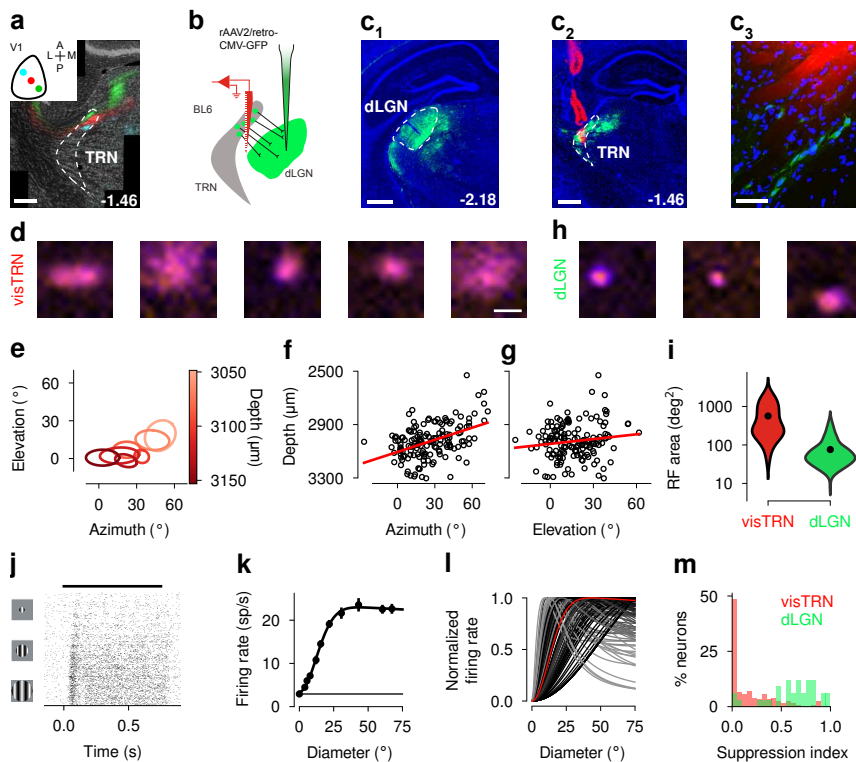 a
V1
A
L M
P
TRN
-1.46
b
rAAV2/retro-
CMV-GFP
BL6
TRN
dLGN
c1
dLGN
-2.18
c2
TRN
-1.46
c3
d
visTRN
h
dLGN
e
Elevation (°)
60
30
0
0 30 60
Azimuth (°)
3050
3100
3150
Depth (μm)
f
Depth (μm)
2500
2900
3300
0 30 60
Azimuth (°)
g
0 30 60
Elevation (°)
i
RF area (deg2)
1000
100
10
visTRN
dLGN
j
0.0 0.5
Time (s)
k
Firing rate (sp/s)
20
10
0
0 25 50 75
Diameter (°)
l
Normalized
firing rate
1.0
0.5
0.0
0 25 50 75
Diameter (°)
m
% neurons
50
25
0
visTRN
dLGN
0.0 0.5 1.0
Suppression index